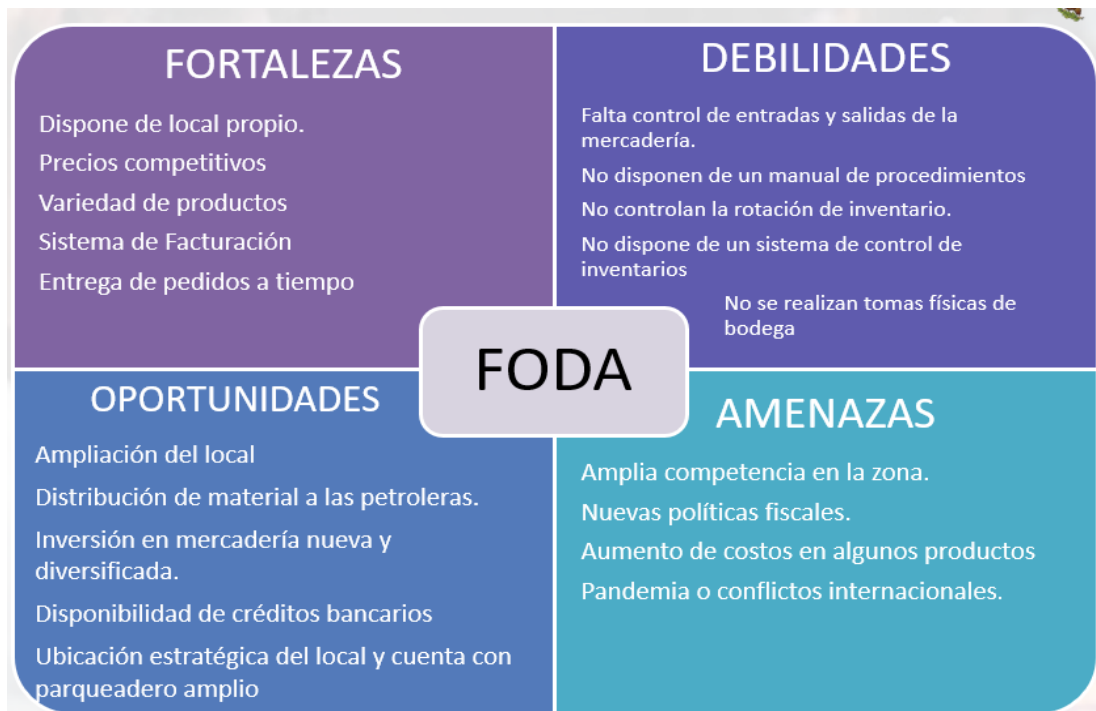 FORTALEZAS
Dispone de local propio.
Precios competitivos
Variedad de productos
Sistema de Facturación
Entrega de pedidos a tiempo
DEBILIDADES
Falta control de entradas y salidas de la
mercadería.
No disponen de un manual de procedimientos
No controlan la rotación de inventario.
No dispone de un sistema de control de
inventarios
No se realizan tomas físicas de
bodega
FODA
OPORTUNIDADES
Ampliación del local
Distribución de material a las petroleras.
Inversión en mercadería nueva y
diversificada.
Disponibilidad de créditos bancarios
Ubicación estratégica del local y cuenta con
parqueadero amplio
AMENAZAS
Amplia competencia en la zona.
Nuevas políticas fiscales.
Aumento de costos en algunos productos
Pandemia o conflictos internacionales.